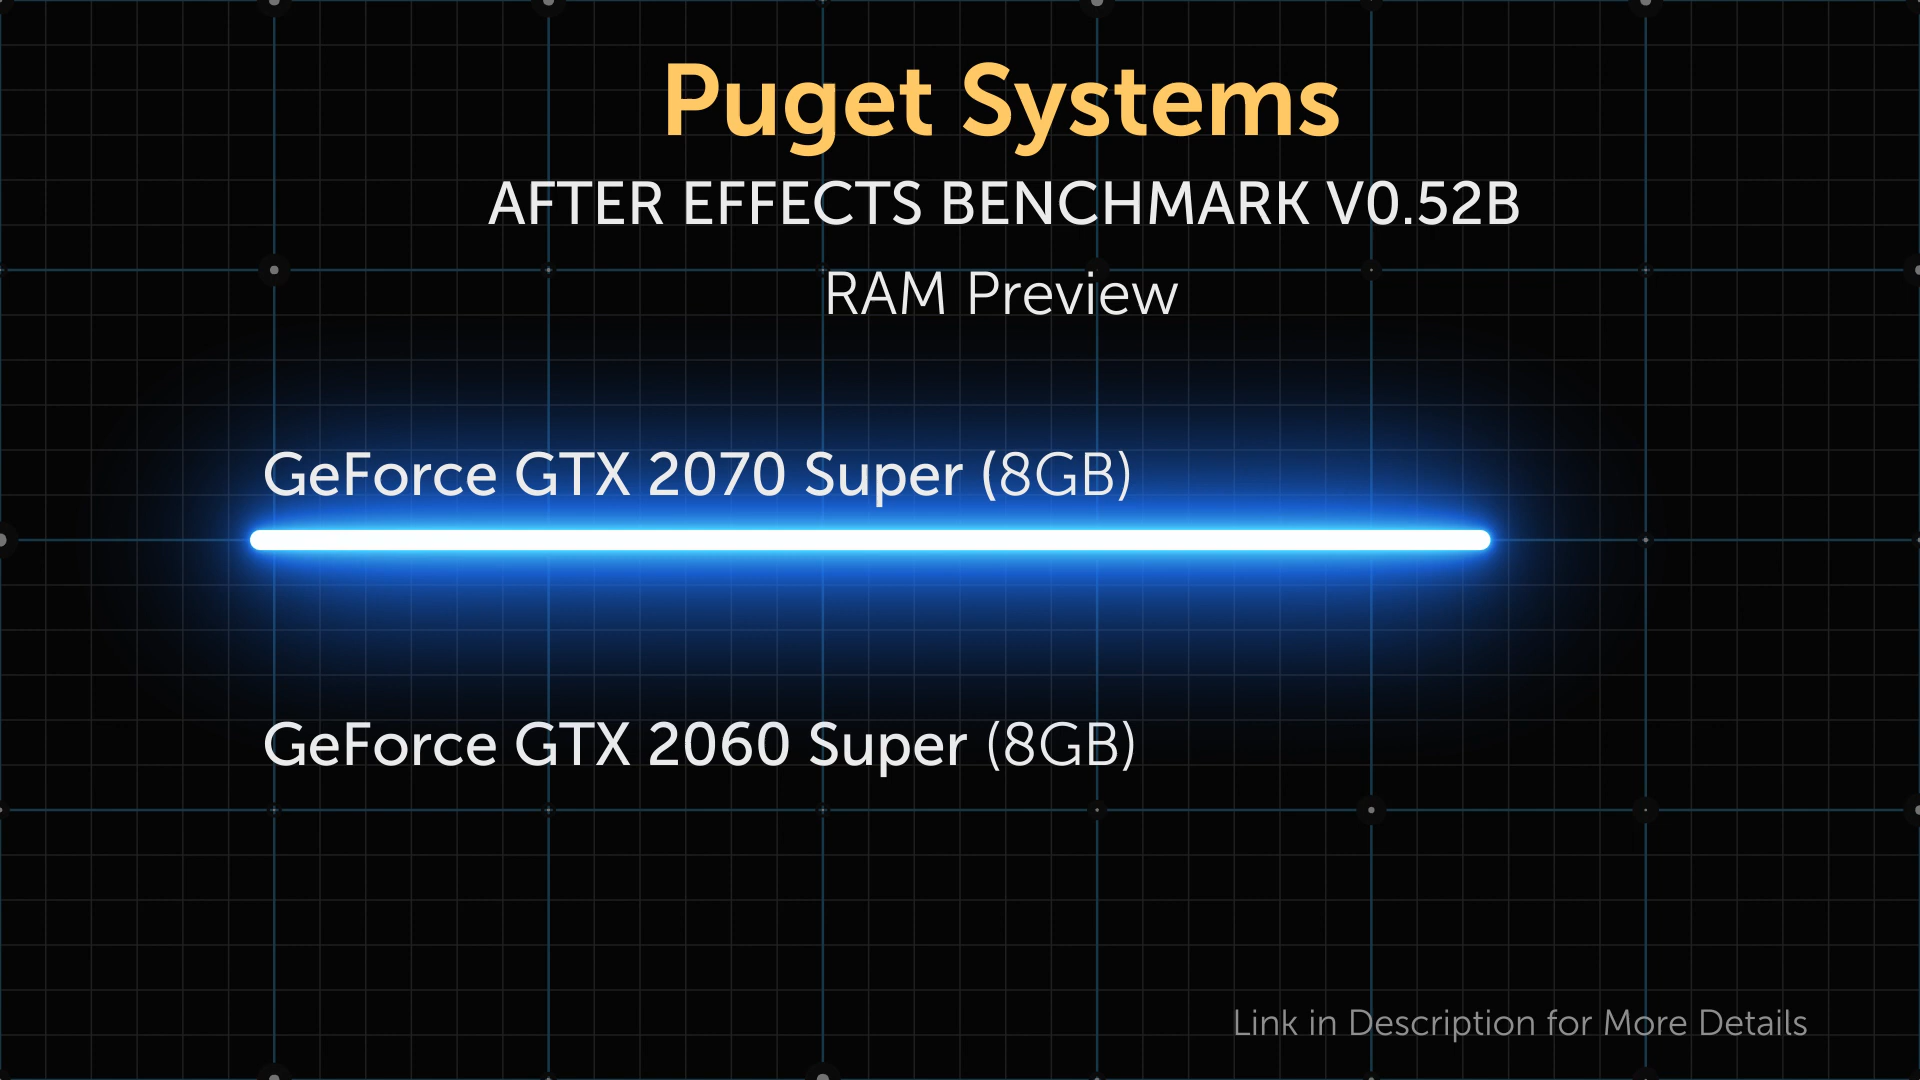 Puget Systems
AFTER EFFECTS BENCHMARK V0.52B
RAM Preview
GeForce GTX 2070 Super (8GB)
GeForce GTX 2060 Super (8GB)
Link in Description for More Details